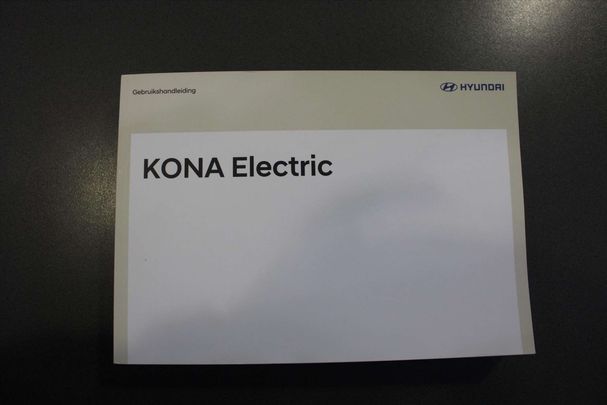 Gebruikshandleiding
HYUNDAI
KONA Electric